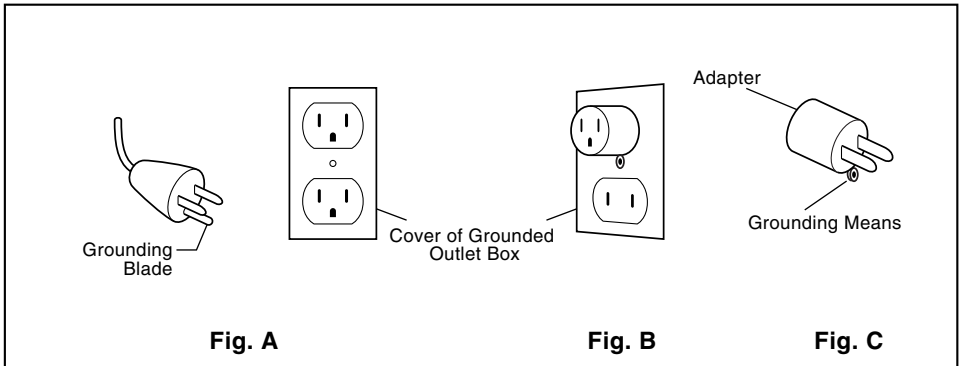 Adapter
Grounding
Blade
Cover of Grounded
Outlet Box
Grounding Means
Fig. A
Fig. B
Fig. C